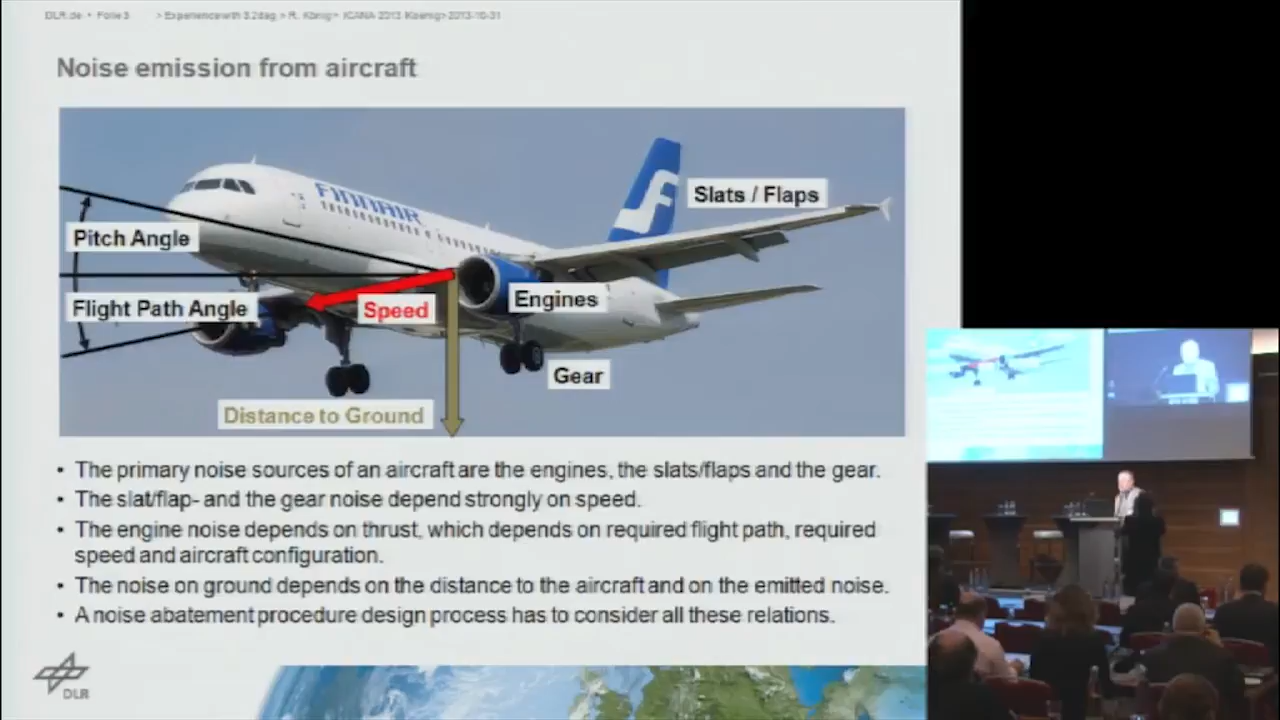 DLR.de • Folie 3 > Experience with 3.2deg > R. König • ICANA 2013 Koenig > 2013-10-31
Noise emission from aircraft
FINNAIR
Slats / Flaps
Pitch Angle
Flight Path Angle
Speed
Engines
Gear
Distance to Ground
• The primary noise sources of an aircraft are the engines, the slats/flaps and the gear.
• The slat/flap- and the gear noise depend strongly on speed.
• The engine noise depends on thrust, which depends on required flight path, required
speed and aircraft configuration.
• The noise on ground depends on the distance to the aircraft and on the emitted noise.
• A noise abatement procedure design process has to consider all these relations.
DLR